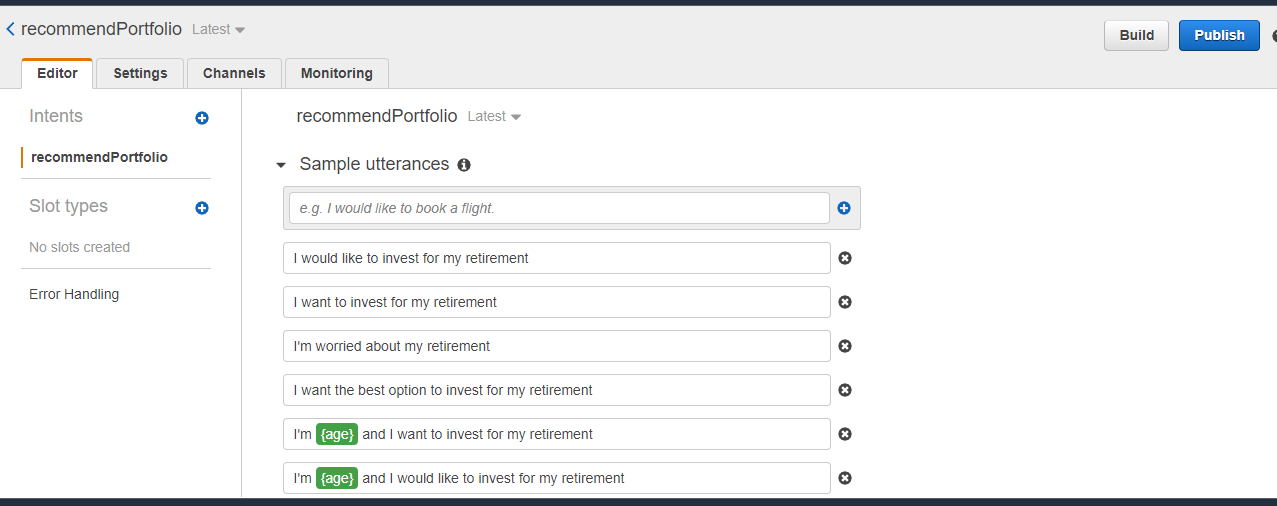 recommendPortfolio Latest
Build Publish
Editor Settings Channels Monitoring
Intents
recommendPortfolio
Slot types
No slots created
Error Handling
recommendPortfolio Latest
Sample utterances
e.g. I would like to book a flight.
I would like to invest for my retirement
I want to invest for my retirement
I'm worried about my retirement
I want the best option to invest for my retirement
I'm {age} and I want to invest for my retirement
I'm {age} and I would like to invest for my retirement